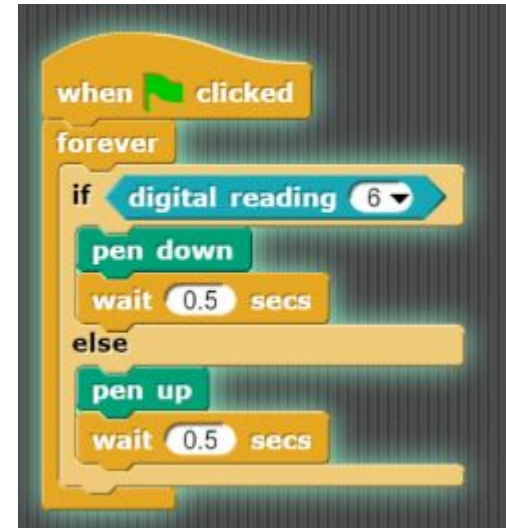 when clicked
forever
if digital reading 6
pen down
wait 0.5 secs
else
pen up
wait 0.5 secs